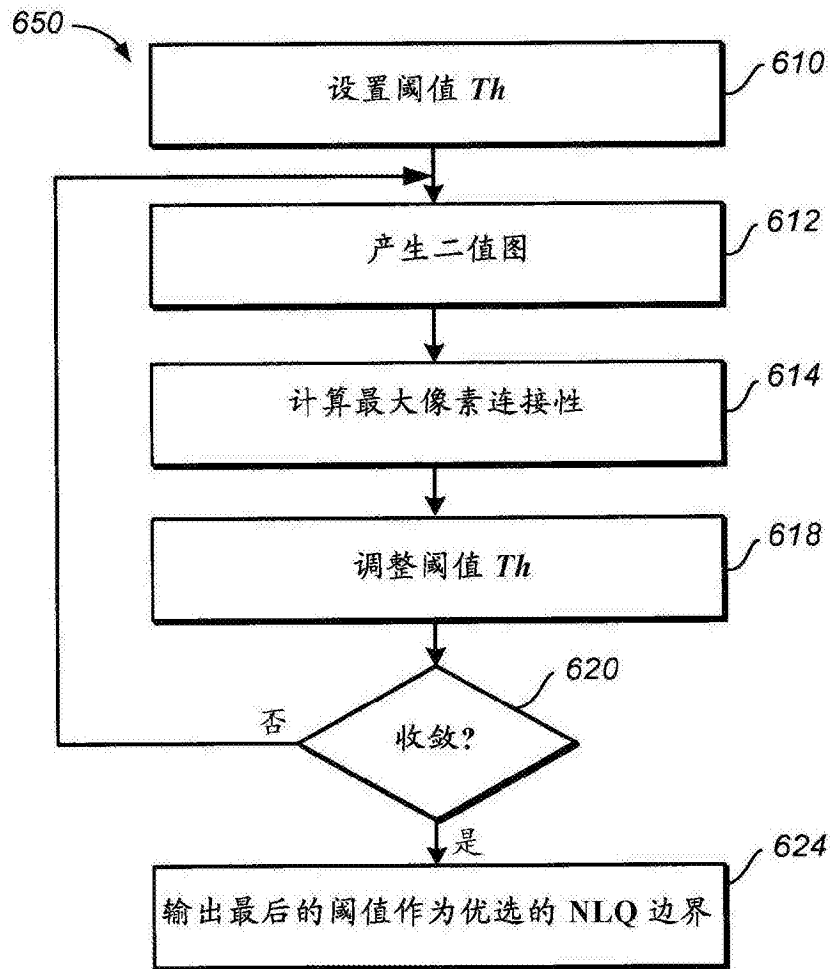 650
设置阈值 Th
610
产生二值图
612
计算最大像素连接性
614
调整阈值 Th
618
收敛?
620
否
是
输出最后的阈值作为优选的 NLQ 边界
624